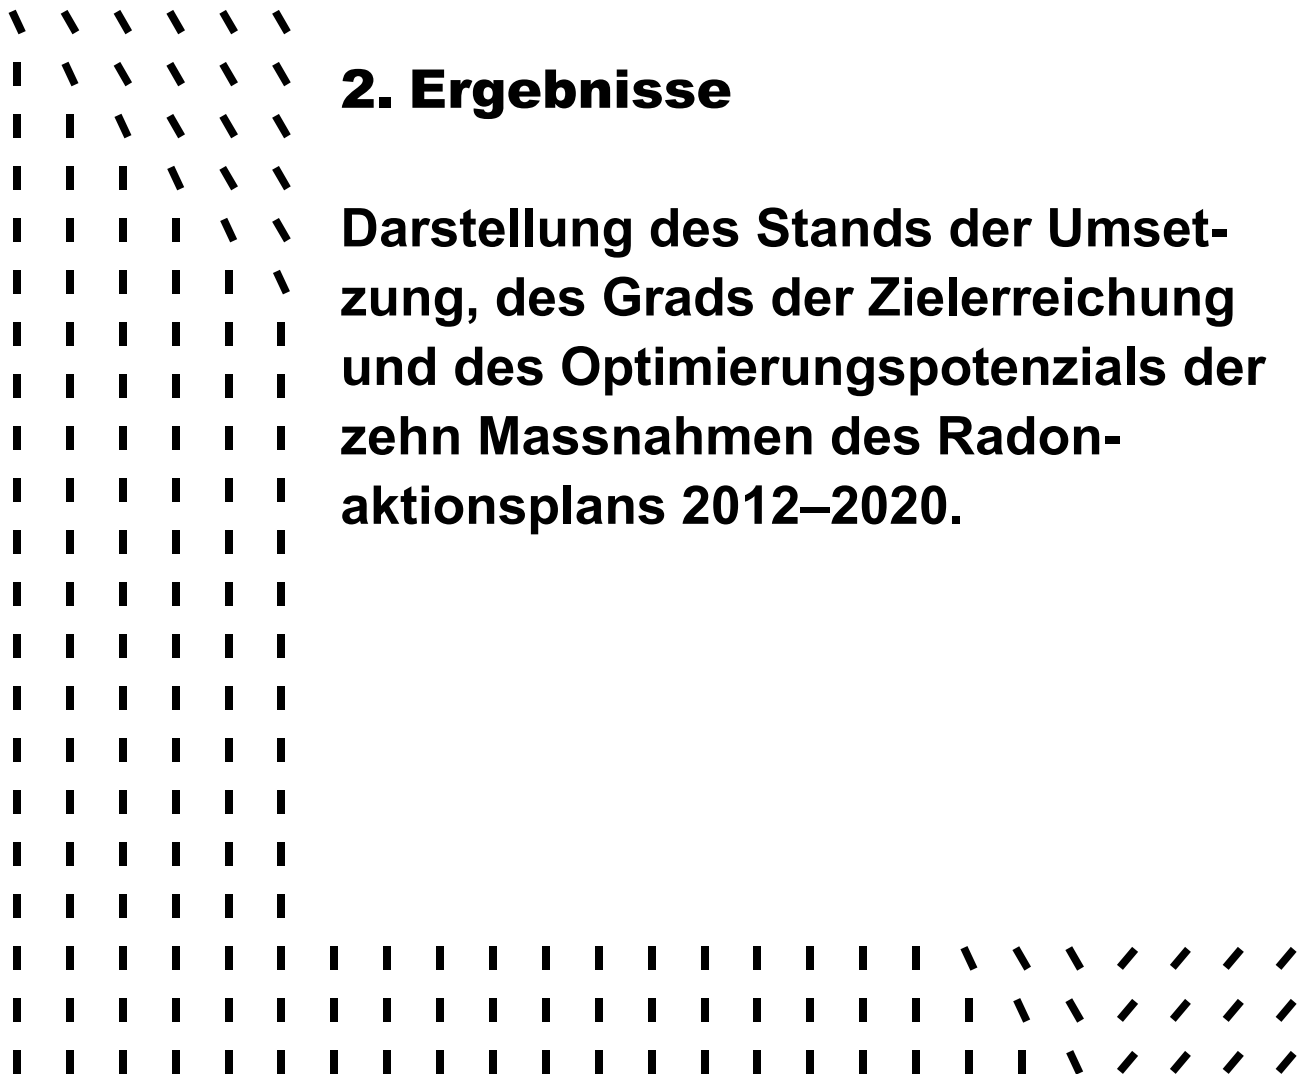 2. Ergebnisse
Darstellung des Stands der Umset-
zung, des Grads der Zielerreichung
und des Optimierungspotenzials der
zehn Massnahmen des Radon-
aktionsplans 2012–2020.